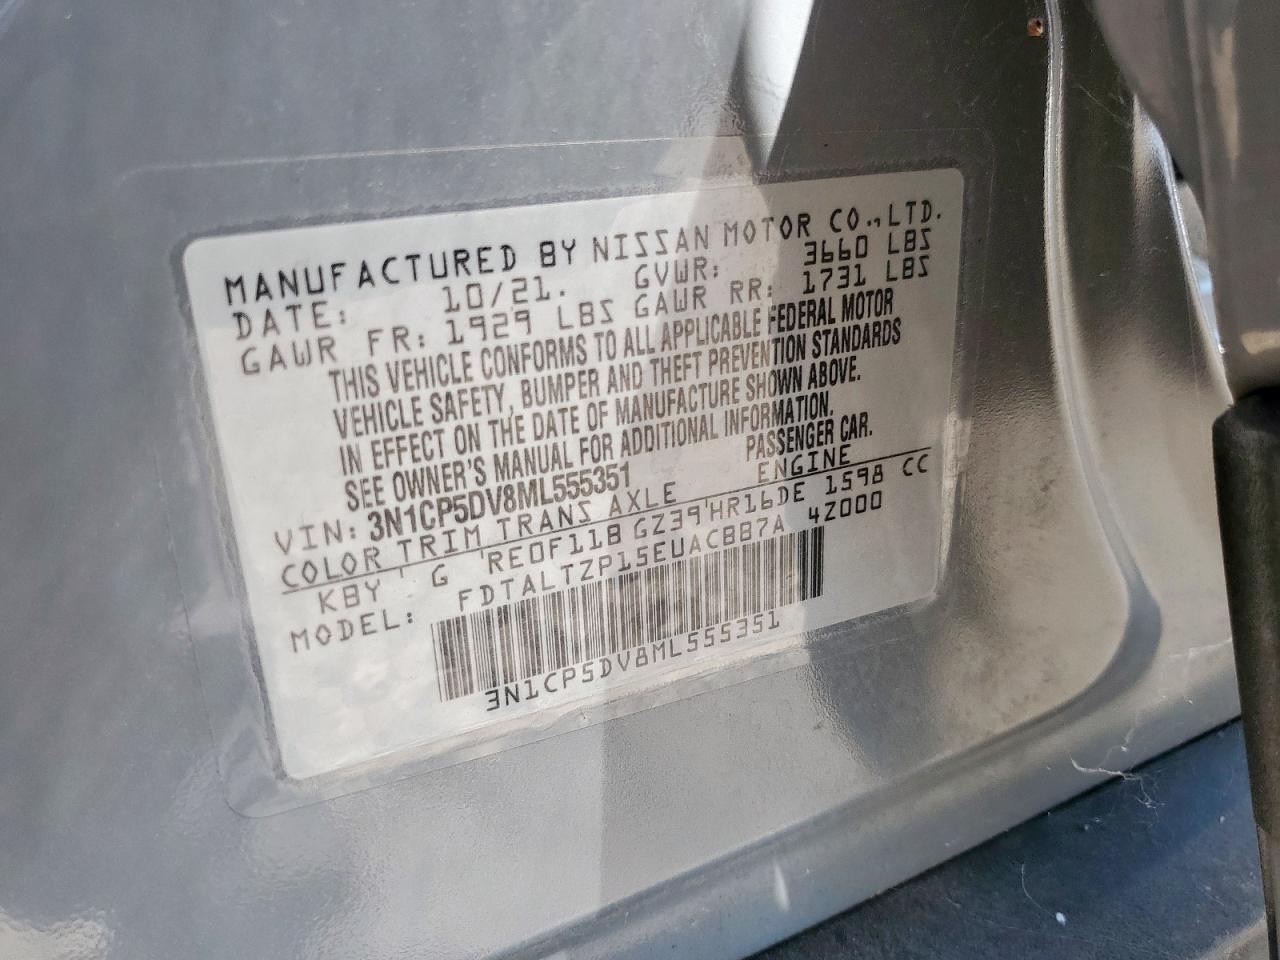 MANUFACTURED BY NISSAN MOTOR CO.,LTD.
DATE: 10/21. GVWR: 3660 LBS
GAWR FR: 1929 LBS GAWR RR: 1731 LBS
THIS VEHICLE CONFORMS TO ALL APPLICABLE FEDERAL MOTOR
VEHICLE SAFETY, BUMPER AND THEFT PREVENTION STANDARDS
IN EFFECT ON THE DATE OF MANUFACTURE SHOWN ABOVE.
SEE OWNER'S MANUAL FOR ADDITIONAL INFORMATION.
VIN: 3N1CP5DV8ML555351 PASSENGER CAR.
COLOR TRIM TRANS AXLE ENGINE
KBY ' G 'RE0F11B GZ39'HR16DE 1598 CC
MODEL: FDTALTZP15EUACBB7A 4Z000
3N1CP5DV8ML555351